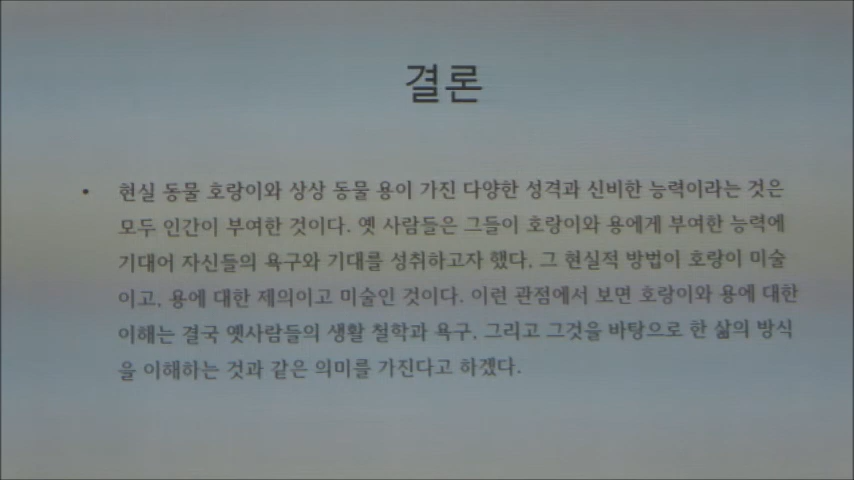 결론
• 현실 동물 호랑이와 상상 동물 용이 가진 다양한 성격과 신비한 능력이라는 것은
모두 인간이 부여한 것이다. 옛 사람들은 그들이 호랑이와 용에게 부여한 능력에
기대어 자신들의 욕구와 기대를 성취하고자 했다. 그 현실적 방법이 호랑이 미술
이고, 용에 대한 제의이고 미술인 것이다. 이런 관점에서 보면 호랑이와 용에 대한
이해는 결국 옛사람들의 생활 철학과 욕구, 그리고 그것을 바탕으로 한 삶의 방식
을 이해하는 것과 같은 의미를 가진다고 하겠다.